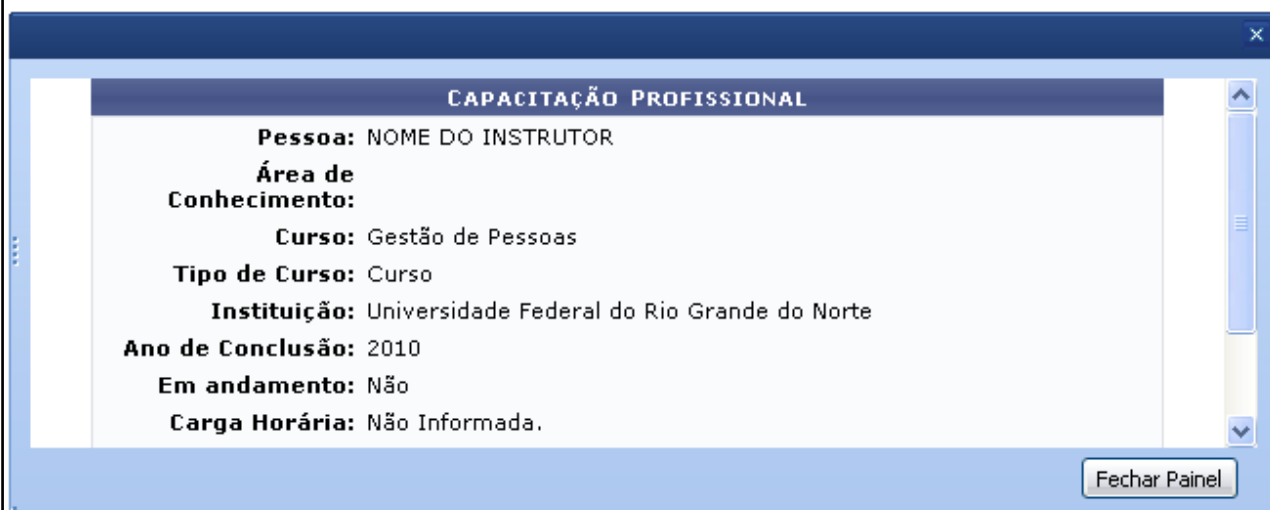 CAPACITAÇÃO PROFISSIONAL
Pessoa: NOME DO INSTRUTOR
Área de
Conhecimento:
Curso: Gestão de Pessoas
Tipo de Curso: Curso
Instituição: Universidade Federal do Rio Grande do Norte
Ano de Conclusão: 2010
Em andamento: Não
Carga Horária: Não Informada.
Fechar Painel